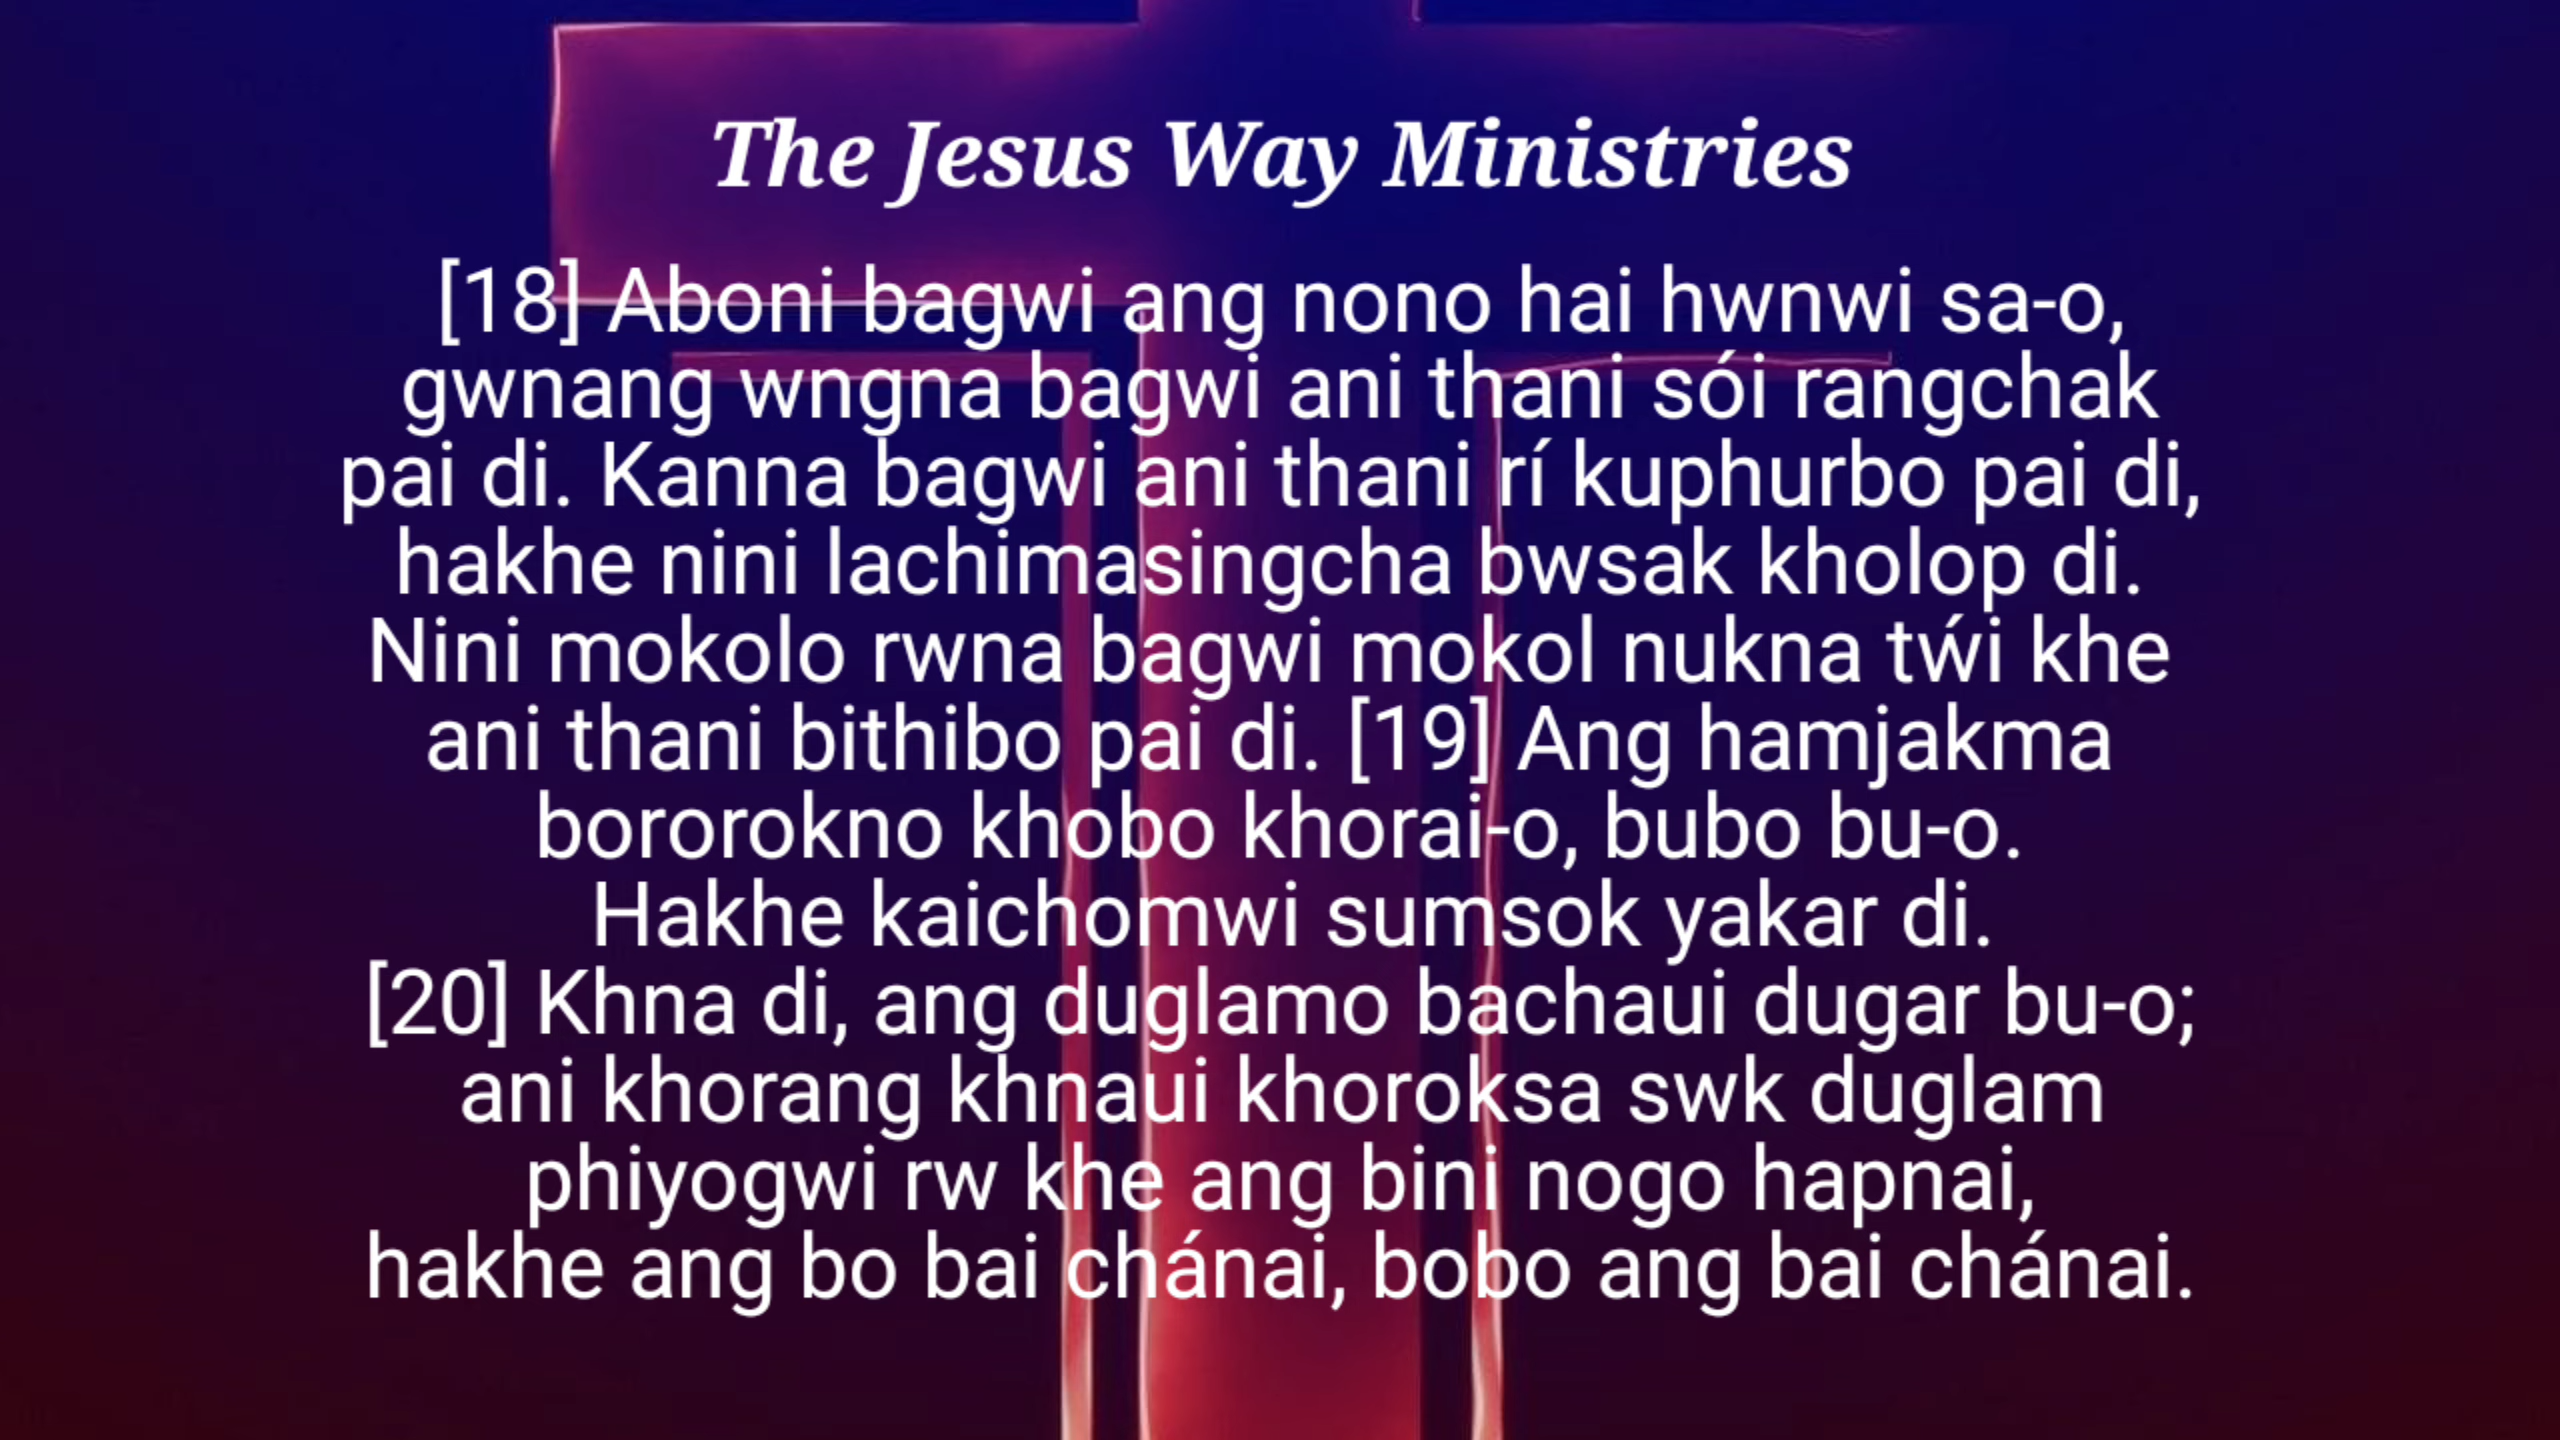 The Jesus Way Ministries
[18] Aboni bagwi ang nono hai hwnwi sa-o,
gwnang wngna bagwi ani thani sói rangchak
pai di. Kanna bagwi ani thani rí kuphurbo pai di,
hakhe nini lachimasingcha bwsak kholop di.
Nini mokolo rwna bagwi mokol nukna tẃi khe
ani thani bithibo pai di. [19] Ang hamjakma
bororokno khobo khorai-o, bubo bu-o.
Hakhe kaichomwi sumsok yakar di.
[20] Khna di, ang duglamo bachaui dugar bu-o;
ani khorang khnaui khoroksa swk duglam
phiyogwi rw khe ang bini nogo hapnai,
hakhe ang bo bai chánai, bobo ang bai chánai.